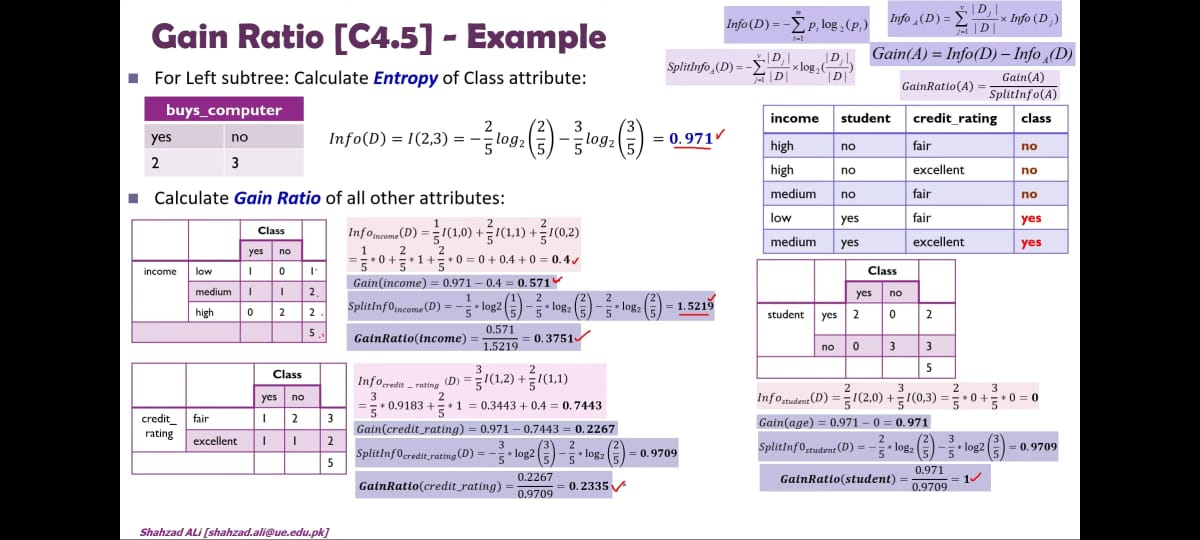 Gain Ratio [C4.5] - Example
Info(D) = -∑_{i=1}^{m} p_i log_2(p_i)
Info_A(D) = ∑_{j=1}^{v} |D_j|/|D| × Info(D_j)
SplitInfo_A(D) = -∑_{j=1}^{v} |D_j|/|D| × log_2(|D_j|/|D|)
Gain(A) = Info(D) – Info_A(D)
GainRatio(A) = Gain(A)/SplitInfo(A)
For Left subtree: Calculate Entropy of Class attribute:
buys_computer
yes no
2 3
Info(D) = I(2,3) = -2/5 log_2(2/5) - 3/5 log_2(3/5) = 0.971
income student credit_rating class
high no fair no
high no excellent no
medium no fair no
low yes fair yes
medium yes excellent yes
Calculate Gain Ratio of all other attributes:
Class
yes no
income low 1 0 1
medium 1 1 2
high 0 2 2
5
Info_income(D) = 1/5 I(1,0) + 2/5 I(1,1) + 2/5 I(0,2)
= 1/5 * 0 + 2/5 * 1 + 2/5 * 0 = 0 + 0.4 + 0 = 0.4
Gain(income) = 0.971 – 0.4 = 0.571
SplitInfO_income(D) = -1/5 * log2(1/5) - 2/5 * log_2(2/5) - 2/5 * log_2(2/5) = 1.5219
GainRatio(income) = 0.571/1.5219 = 0.3751
Class
yes no
credit_rating fair 1 2 3
excellent 1 1 2
5
Info_credit_rating (D) = 3/5 I(1,2) + 2/5 I(1,1)
= 3/5 * 0.9183 + 2/5 * 1 = 0.3443 + 0.4 = 0.7443
Gain(credit_rating) = 0.971 – 0.7443 = 0.2267
SplitInfO_credit_rating(D) = -3/5 * log2(3/5) - 2/5 * log_2(2/5) = 0.9709
GainRatio(credit_rating) = 0.2267/0.9709 = 0.2335
Class
yes no
student yes 2 0 2
no 0 3 3
5
Info_student(D) = 2/5 I(2,0) + 3/5 I(0,3) = 2/5 * 0 + 3/5 * 0 = 0
Gain(age) = 0.971 – 0 = 0.971
SplitInfO_student(D) = -2/5 * log_2(2/5) - 3/5 * log2(3/5) = 0.9709
GainRatio(student) = 0.971/0.9709 = 1
Shahzad ALi [shahzad.ali@ue.edu.pk]